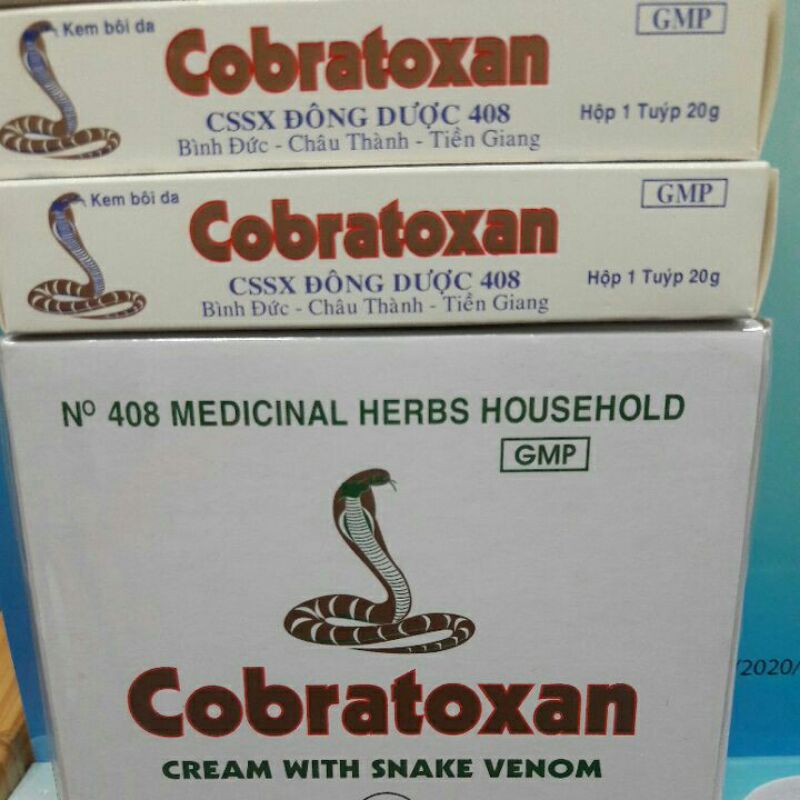 Kem bôi da
GMP
Cobratoxan
CSSX ĐÔNG DƯỢC 408
Hộp 1 Tuýp 20g
Bình Đức - Châu Thành - Tiền Giang
Kem bôi da
GMP
Cobratoxan
CSSX ĐÔNG DƯỢC 408
Hộp 1 Tuýp 20g
Bình Đức - Châu Thành - Tiền Giang
Nº 408 MEDICINAL HERBS HOUSEHOLD
GMP
Cobratoxan
/2020/
CREAM WITH SNAKE VENOM